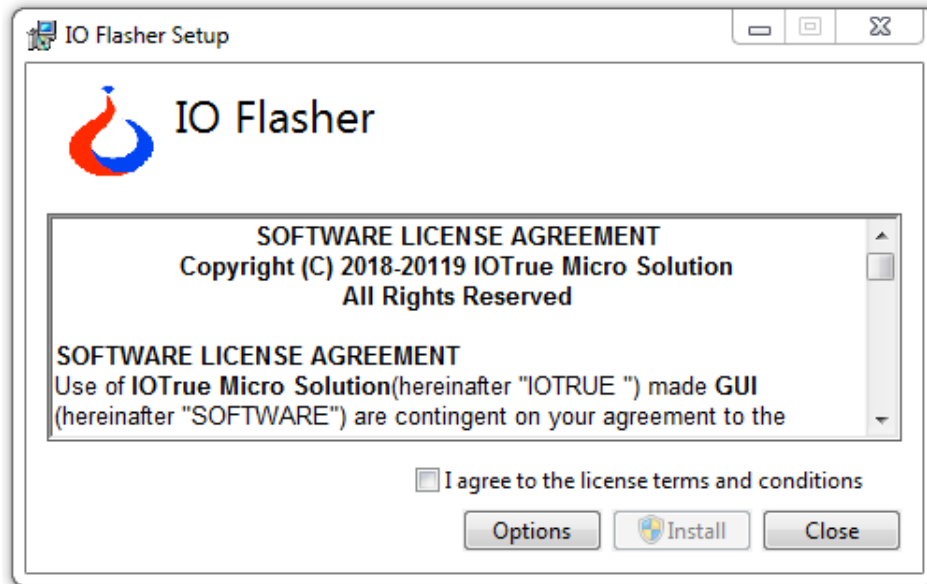 IO Flasher Setup
IO Flasher
SOFTWARE LICENSE AGREEMENT
Copyright (C) 2018-20119 IOTrue Micro Solution
All Rights Reserved
SOFTWARE LICENSE AGREEMENT
Use of IOTrue Micro Solution(hereinafter "IOTRUE ") made GUI
(hereinafter "SOFTWARE") are contingent on your agreement to the
I agree to the license terms and conditions
Options Install Close